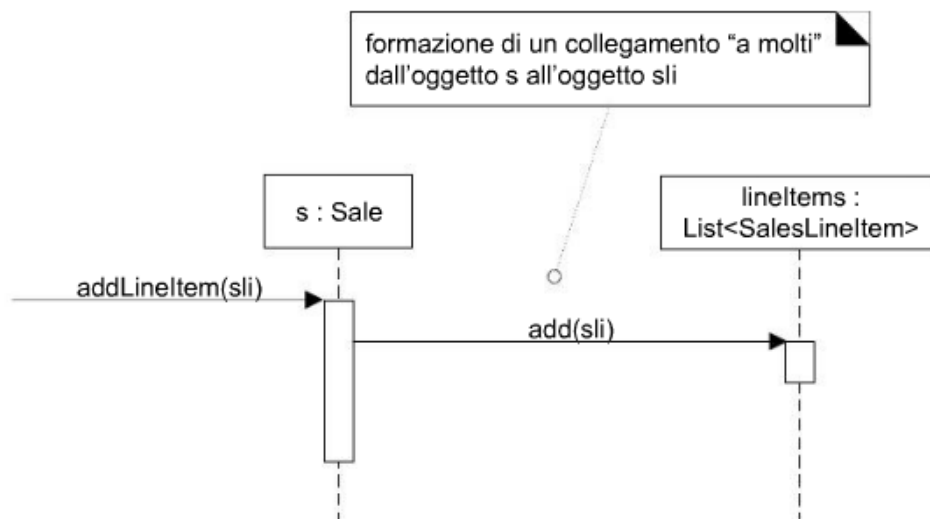 formazione di un collegamento “a molti”
dall’oggetto s all’oggetto sli
s : Sale
lineItems :
List<SalesLineItem>
addLineItem(sli)
add(sli)